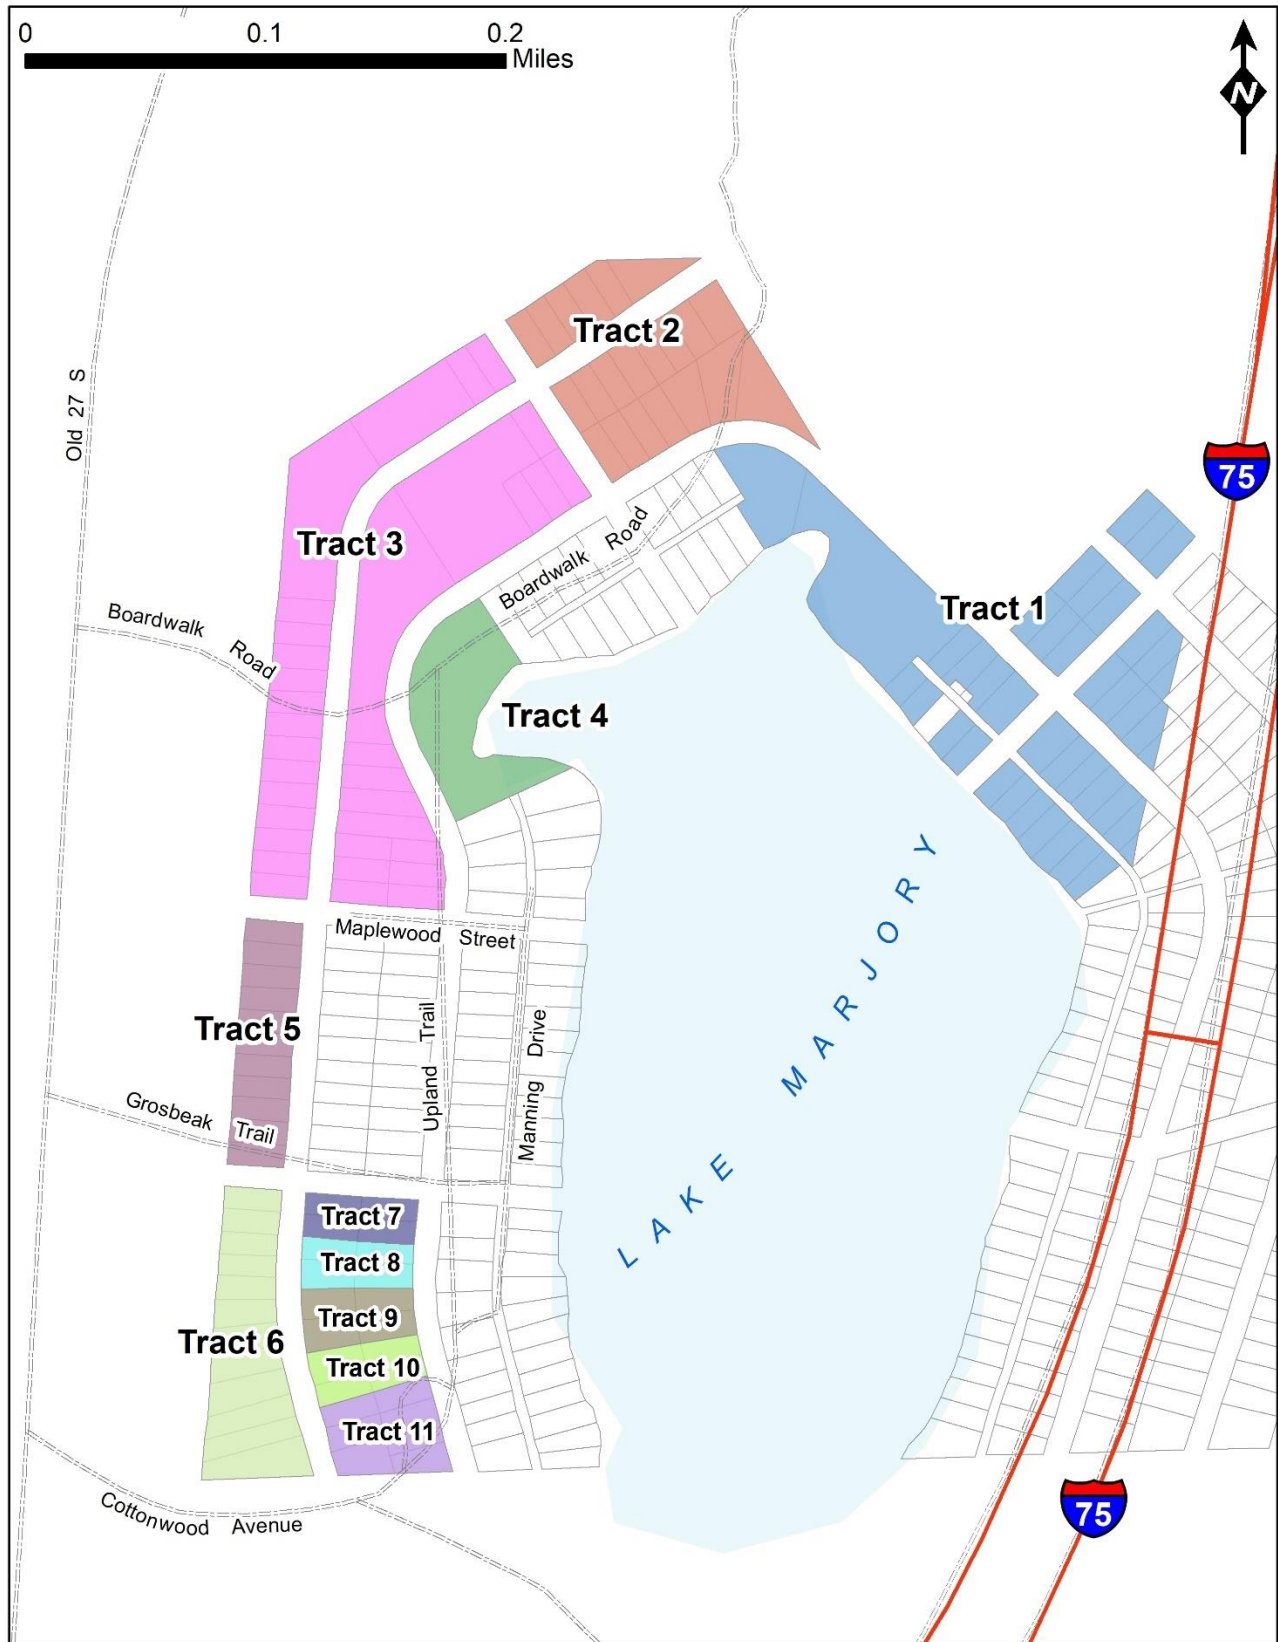 0 0.1 0.2
Miles
N
Tract 2
Old 27 S
75
Tract 3
Boardwalk Road
Tract 1
Boardwalk Road
Tract 4
Maplewood Street
Tract 5
Upland Trail
Manning Drive
LAKE MARJORY
Grosbeak Trail
Tract 7
Tract 8
Tract 9
Tract 6
Tract 10
Tract 11
75
Cottonwood Avenue